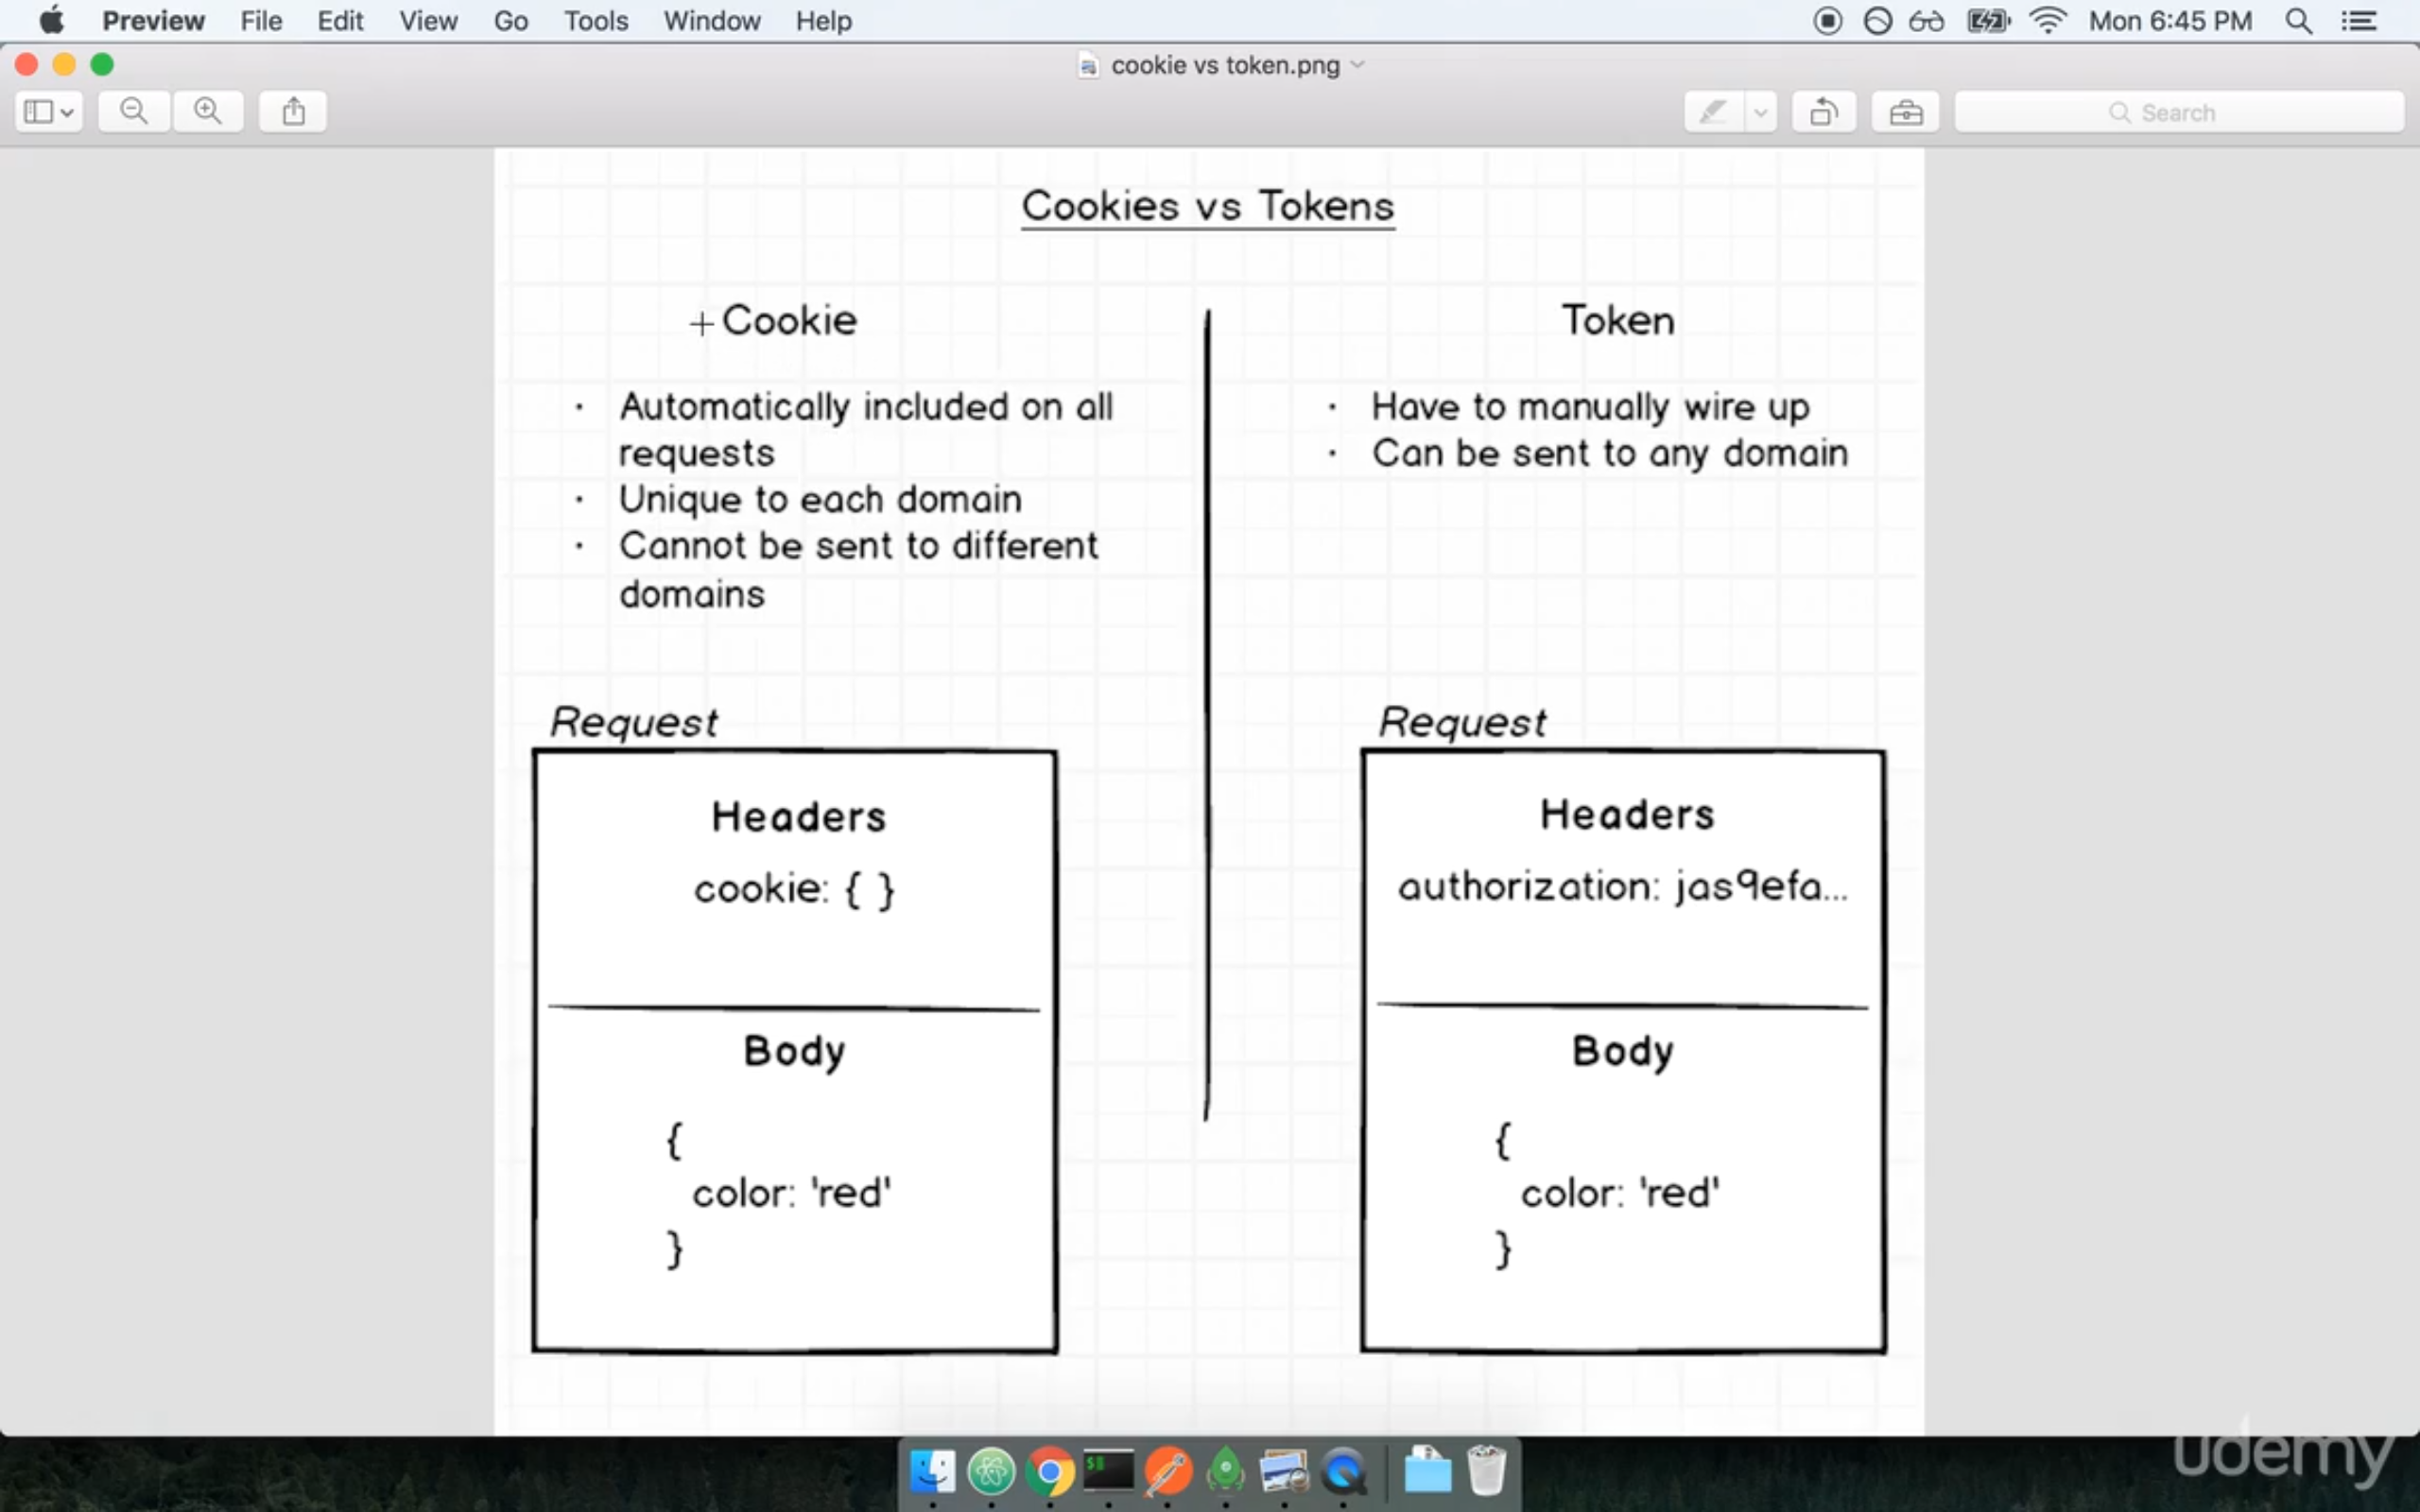 Preview File Edit View Go Tools Window Help Mon 6:45 PM
cookie vs token.png
Search
Cookies vs Tokens
Cookie
· Automatically included on all
requests
· Unique to each domain
· Cannot be sent to different
domains
Request
Headers
cookie: { }
Body
{
color: 'red'
}
Token
· Have to manually wire up
· Can be sent to any domain
Request
Headers
authorization: jas9efa...
Body
{
color: 'red'
}
udemy